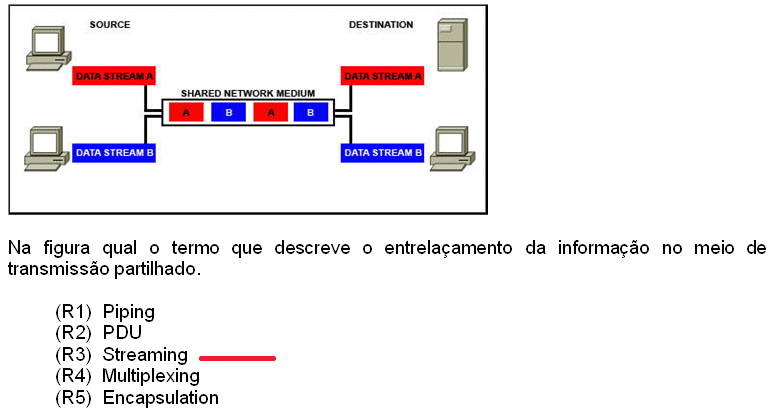 SOURCE
DESTINATION
DATA STREAM A
DATA STREAM A
SHARED NETWORK MEDIUM
A B A B
DATA STREAM B
DATA STREAM B
Na figura qual o termo que descreve o entrelaçamento da informação no meio de
transmissão partilhado.
(R1) Piping
(R2) PDU
(R3) Streaming
(R4) Multiplexing
(R5) Encapsulation